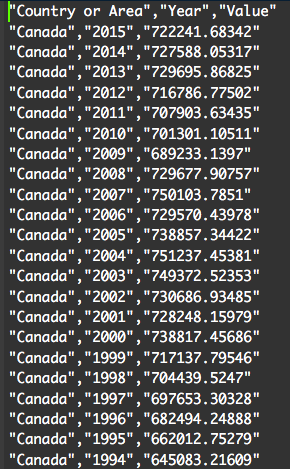 "Country or Area","Year","Value"
"Canada","2015","722241.68342"
"Canada","2014","727588.05317"
"Canada","2013","729695.86825"
"Canada","2012","716786.77502"
"Canada","2011","707903.63435"
"Canada","2010","701301.10511"
"Canada","2009","689233.1397"
"Canada","2008","729677.90757"
"Canada","2007","750103.7851"
"Canada","2006","729570.43978"
"Canada","2005","738857.34422"
"Canada","2004","751237.45381"
"Canada","2003","749372.52353"
"Canada","2002","730686.93485"
"Canada","2001","728248.15979"
"Canada","2000","738817.45686"
"Canada","1999","717137.79546"
"Canada","1998","704439.5247"
"Canada","1997","697653.30328"
"Canada","1996","682494.24888"
"Canada","1995","662012.75279"
"Canada","1994","645083.21609"